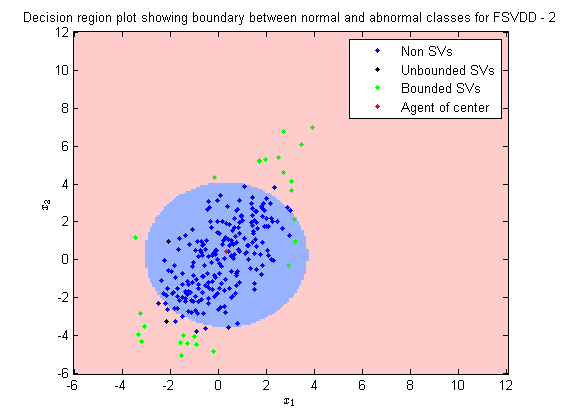 Decision region plot showing boundary between normal and abnormal classes for FSVDD - 2
Non SVs
Unbounded SVs
Bounded SVs
Agent of center
12
10
8
6
4
2
0
-2
-4
-6
x2
-6 -4 -2 0 2 4 6 8 10 12
x1